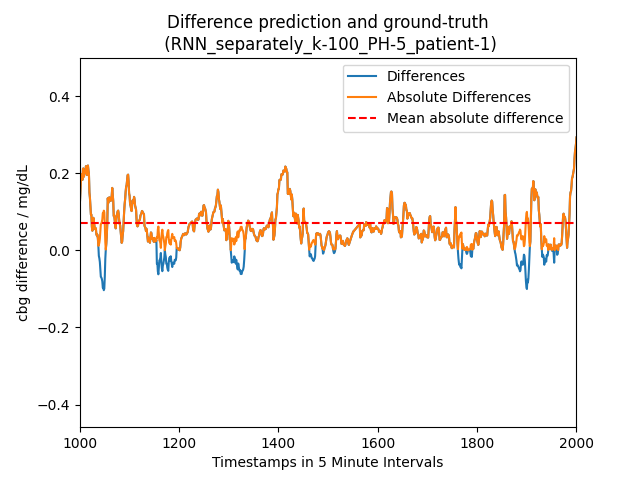 Difference prediction and ground-truth
(RNN_separately_k-100_PH-5_patient-1)
Differences
Absolute Differences
Mean absolute difference
cbg difference / mg/dL
0.4
0.2
0.0
−0.2
−0.4
1000
1200
1400
1600
1800
2000
Timestamps in 5 Minute Intervals